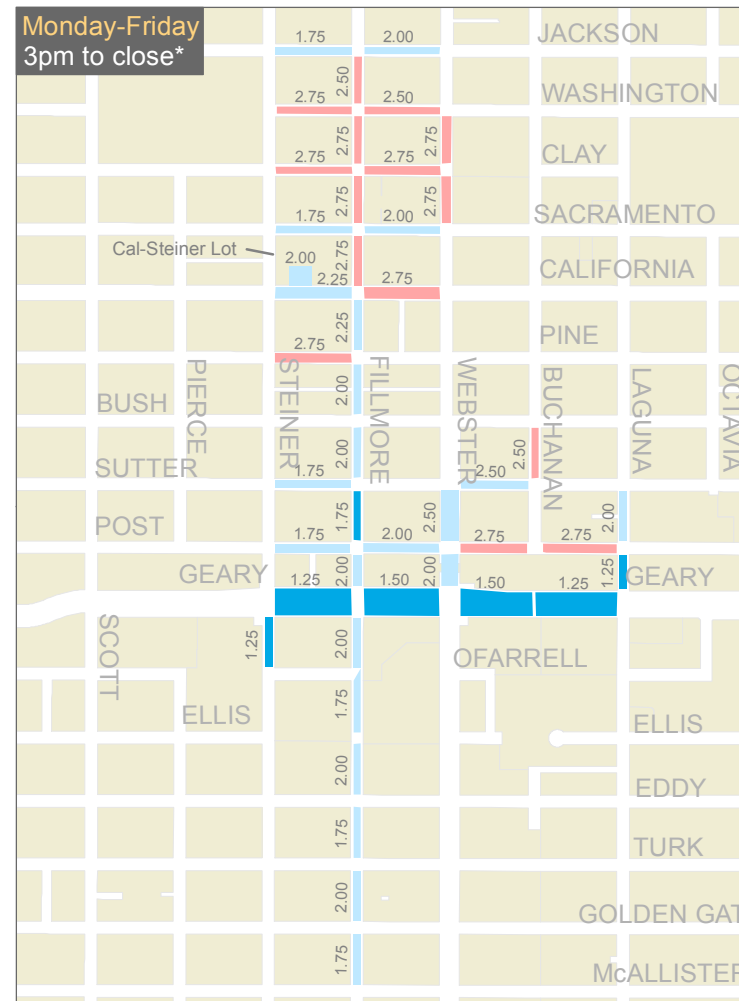 Monday-Friday
3pm to close*
1.75 2.00 JACKSON
2.50
WASHINGTON
2.75 2.50
2.75 2.75
CLAY
2.75 2.75
2.75 2.75
SACRAMENTO
1.75 2.00
Cal-Steiner Lot 2.00 2.75
CALIFORNIA
2.25 2.75
2.25
PINE
2.75
PIERCE
STEINER
FILLMORE
WEBSTER
BUCHANAN
LAGUNA
OCTAVIA
2.00
BUSH
2.00 2.50
SUTTER
1.75 2.50
1.75 2.50 2.00
POST
1.75 2.00 2.75 2.75
2.00 2.00 1.25
GEARY 1.25 1.50 1.50 1.25 GEARY
SCOTT
1.25 2.00
OFARRELL
1.75
ELLIS ELLIS
2.00
EDDY
1.75
TURK
2.00
GOLDEN GAT
1.75
McALLISTER